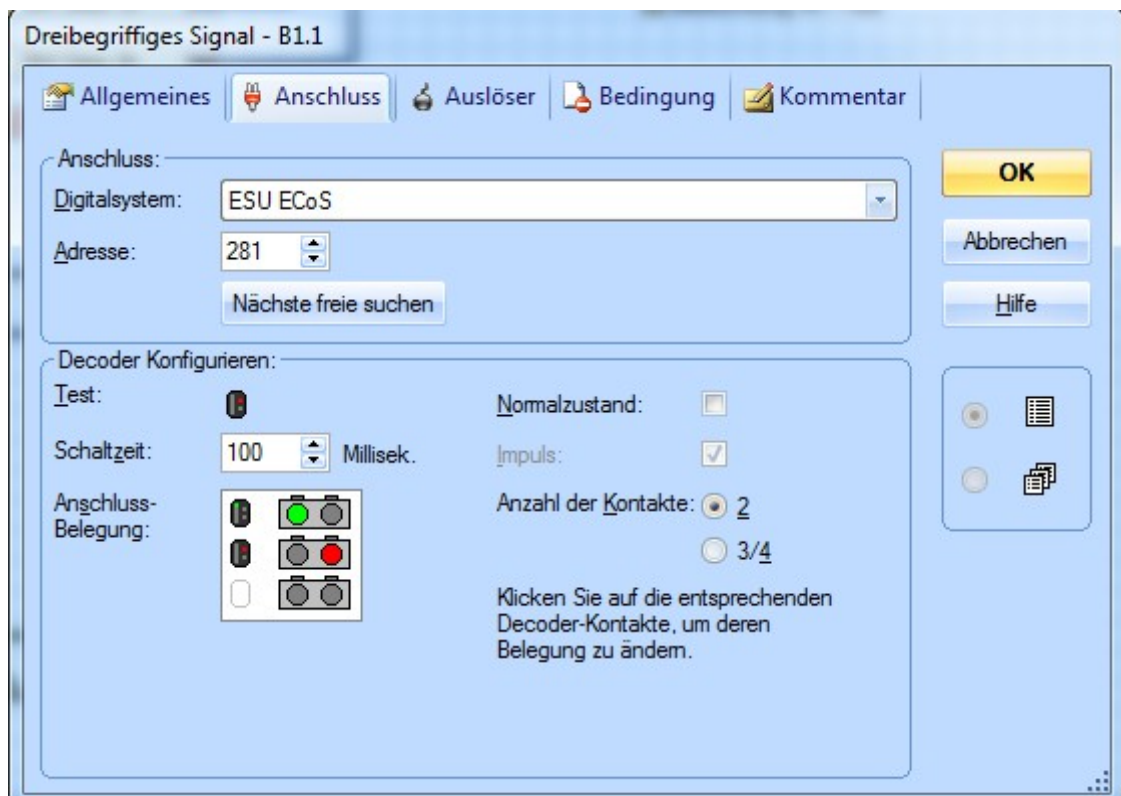 Dreibegriffiges Signal - B1.1
Allgemeines Anschluss Auslöser Bedingung Kommentar
Anschluss:
Digitalsystem: ESU ECoS
Adresse: 281
Nächste freie suchen
OK
Abbrechen
Hilfe
Decoder Konfigurieren:
Test:
Normalzustand:
Schaltzeit: 100 Millisek.
Impuls:
Anschluss-
Belegung:
Anzahl der Kontakte: 2
3/4
Klicken Sie auf die entsprechenden
Decoder-Kontakte, um deren
Belegung zu ändern.